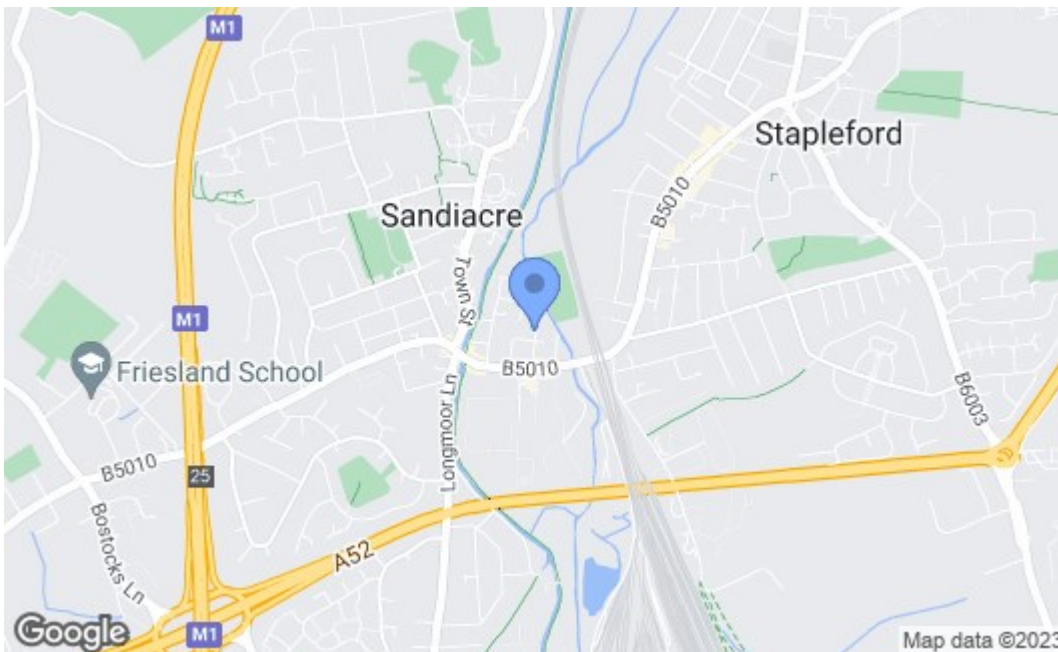 M1
Stapleford
B5010
Sandiacre
Town St
M1
Friesland School
B5010
B6003
Longmoor Ln
B5010
25
Bostocks Ln
A52
M1
Google
Map data ©2023